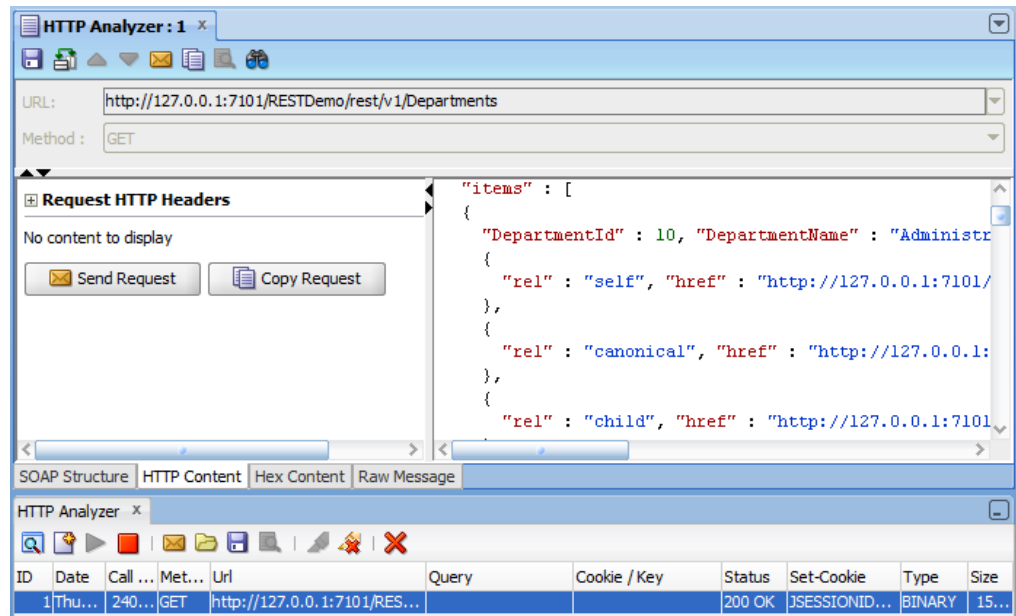 HTTP Analyzer : 1 x
URL: http://127.0.0.1:7101/RESTDemo/rest/v1/Departments
Method : GET
Request HTTP Headers
No content to display
Send Request Copy Request
"items" : [
{
"DepartmentId" : 10, "DepartmentName" : "Administr
{
"rel" : "self", "href" : "http://127.0.0.1:7101/
},
{
"rel" : "canonical", "href" : "http://127.0.0.1:
},
{
"rel" : "child", "href" : "http://127.0.0.1:7101
SOAP Structure HTTP Content Hex Content Raw Message
HTTP Analyzer x
ID Date Call ... Met... Url Query Cookie / Key Status Set-Cookie Type Size
1 Thu... 240... GET http://127.0.0.1:7101/RES... 200 OK JSESSIONID... BINARY 15...